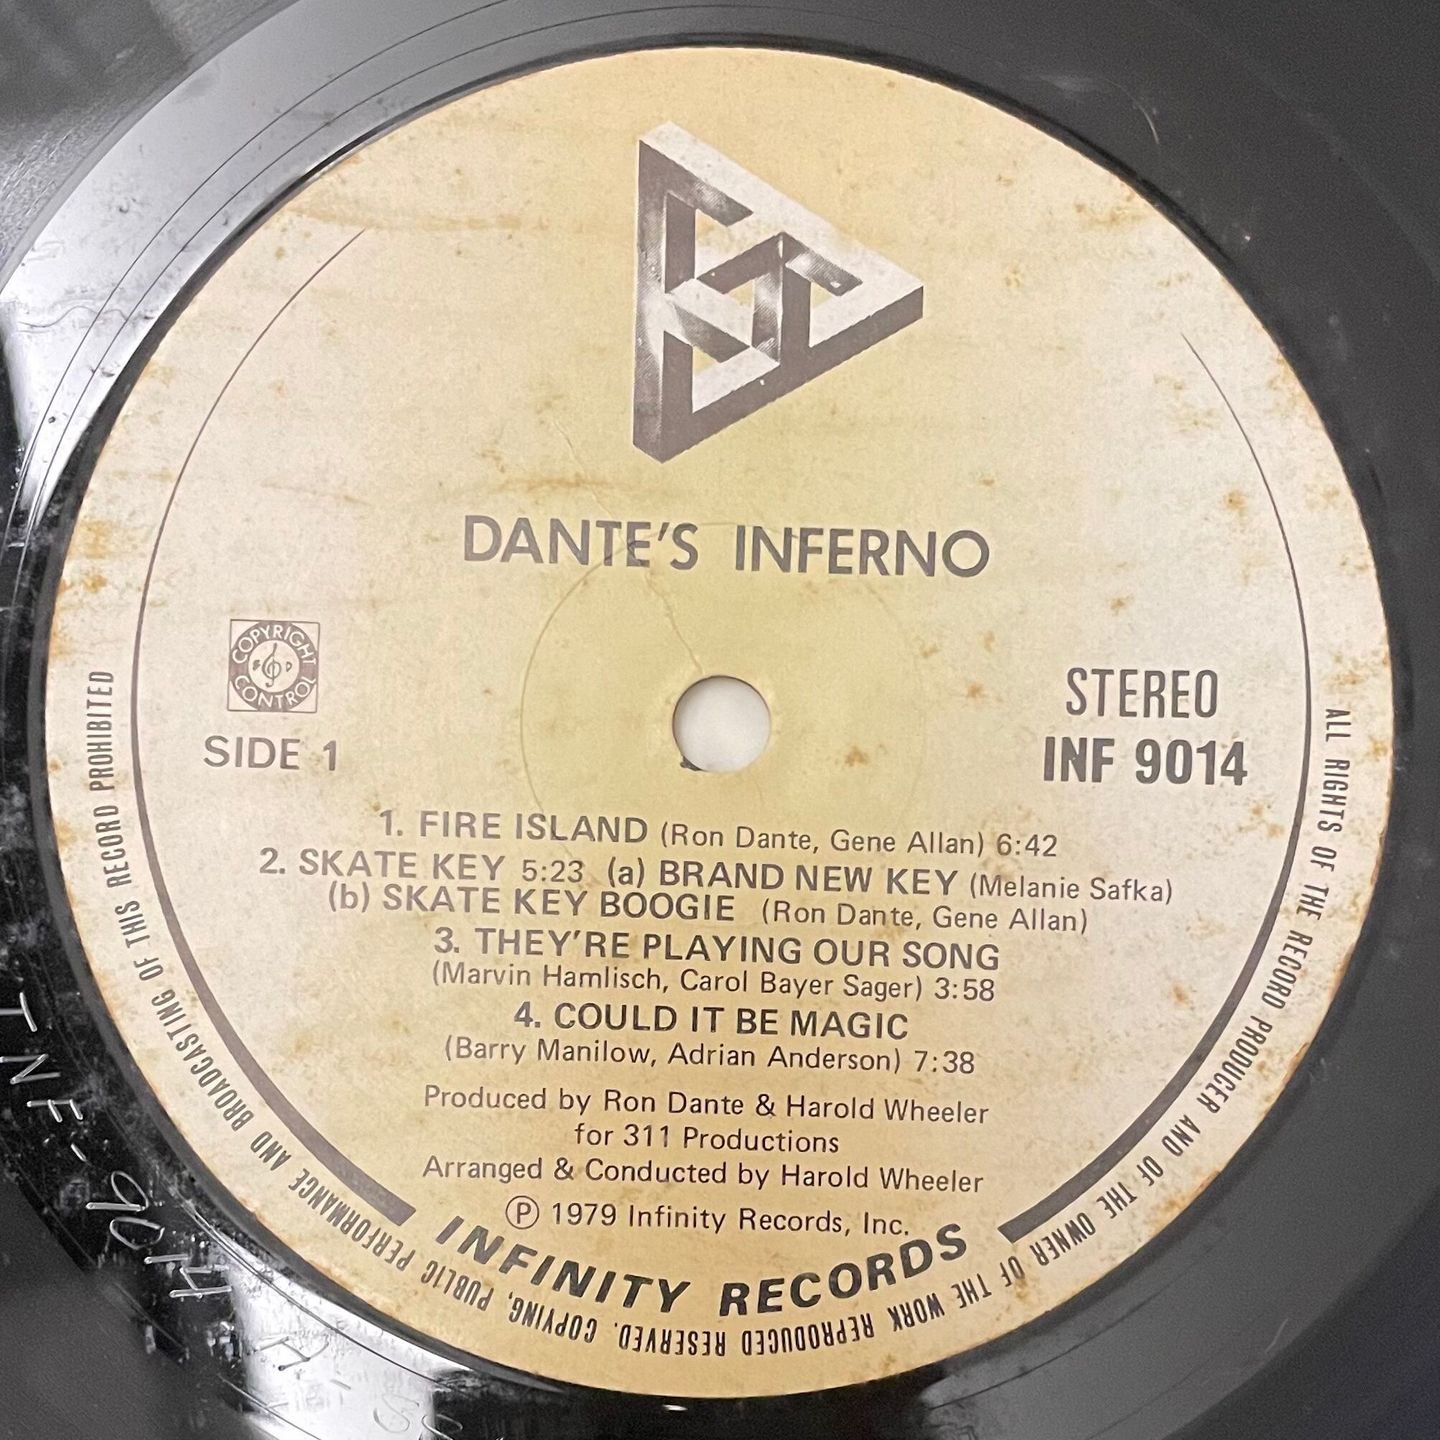 DANTE'S INFERNO
COPYRIGHT CONTROL
SIDE 1
STEREO
INF 9014
1. FIRE ISLAND (Ron Dante, Gene Allan) 6:42
2. SKATE KEY 5:23 (a) BRAND NEW KEY (Melanie Safka)
(b) SKATE KEY BOOGIE (Ron Dante, Gene Allan)
3. THEY'RE PLAYING OUR SONG
(Marvin Hamlisch, Carol Bayer Sager) 3:58
4. COULD IT BE MAGIC
(Barry Manilow, Adrian Anderson) 7:38
Produced by Ron Dante & Harold Wheeler
for 311 Productions
Arranged & Conducted by Harold Wheeler
℗ 1979 Infinity Records, Inc.
INFINITY RECORDS
ALL RIGHTS OF THE RECORD PRODUCER AND OF THE OWNER OF THE WORK REPRODUCED RESERVED. COPYING, PUBLIC PERFORMANCE AND BROADCASTING OF THIS RECORD PROHIBITED